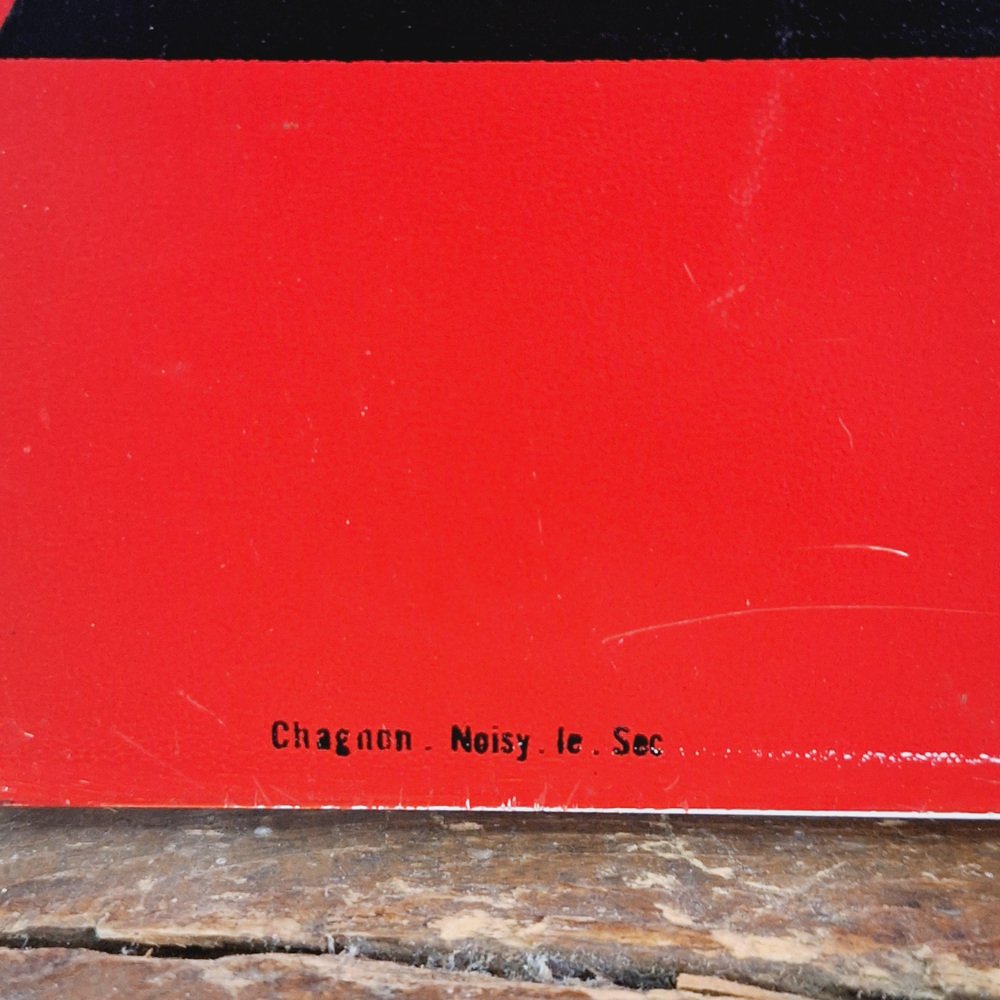 Chagnon . Noisy . le . Sec